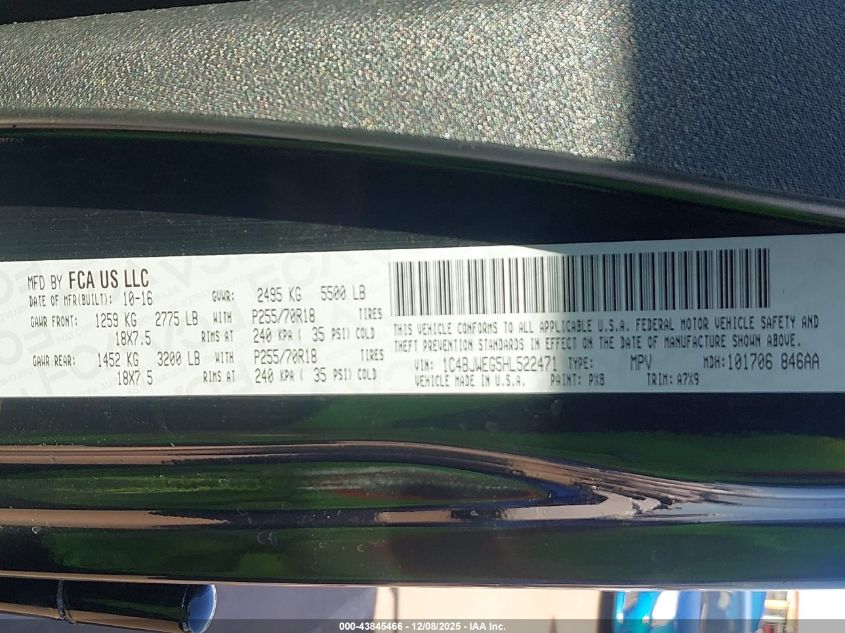 MFD BY FCA US LLC
DATE OF MFR(BUILT): 10-16 GVWR: 2495 KG 5500 LB
GAWR FRONT: 1259 KG 2775 LB WITH P255/70R18 TIRES
18X7.5 RIMS AT 240 KPA ( 35 PSI) COLD
GAWR REAR: 1452 KG 3200 LB WITH P255/70R18 TIRES
18X7.5 RIMS AT 240 KPA ( 35 PSI) COLD
THIS VEHICLE CONFORMS TO ALL APPLICABLE U.S.A. FEDERAL MOTOR VEHICLE SAFETY AND
THEFT PREVENTION STANDARDS IN EFFECT ON THE DATE OF MANUFACTURE SHOWN ABOVE.
VIN: 1C4BJWEG5HL522471 TYPE: MPV MDH: 101706 846AA
VEHICLE MADE IN U.S.A. PAINT: PX8 TRIM: A7X9
000-43845466 - 12/08/2025 - IAA Inc.